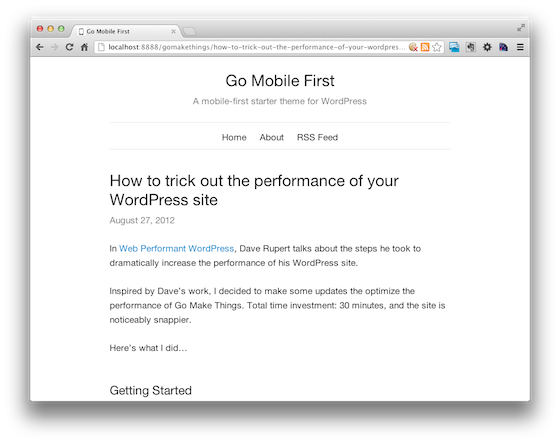 Go Mobile First
localhost:8888/gomakethings/how-to-trick-out-the-performance-of-your-wordpres...
Go Mobile First
A mobile-first starter theme for WordPress
Home About RSS Feed
How to trick out the performance of your
WordPress site
August 27, 2012
In Web Performant WordPress, Dave Rupert talks about the steps he took to
dramatically increase the performance of his WordPress site.
Inspired by Dave's work, I decided to make some updates the optimize the
performance of Go Make Things. Total time investment: 30 minutes, and the site is
noticeably snappier.
Here's what I did…
Getting Started